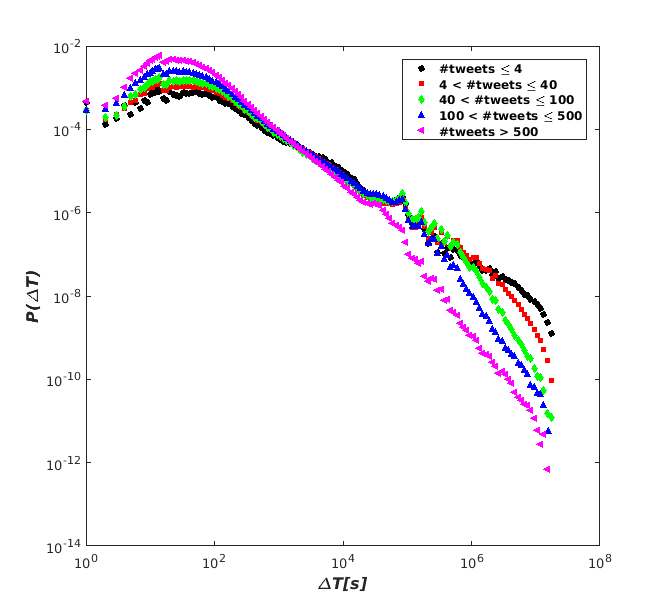 10^-2
10^-4
10^-6
10^-8
10^-10
10^-12
10^-14
P(ΔT)
#tweets ≤ 4
4 < #tweets ≤ 40
40 < #tweets ≤ 100
100 < #tweets ≤ 500
#tweets > 500
10^0
10^2
10^4
10^6
10^8
ΔT[s]